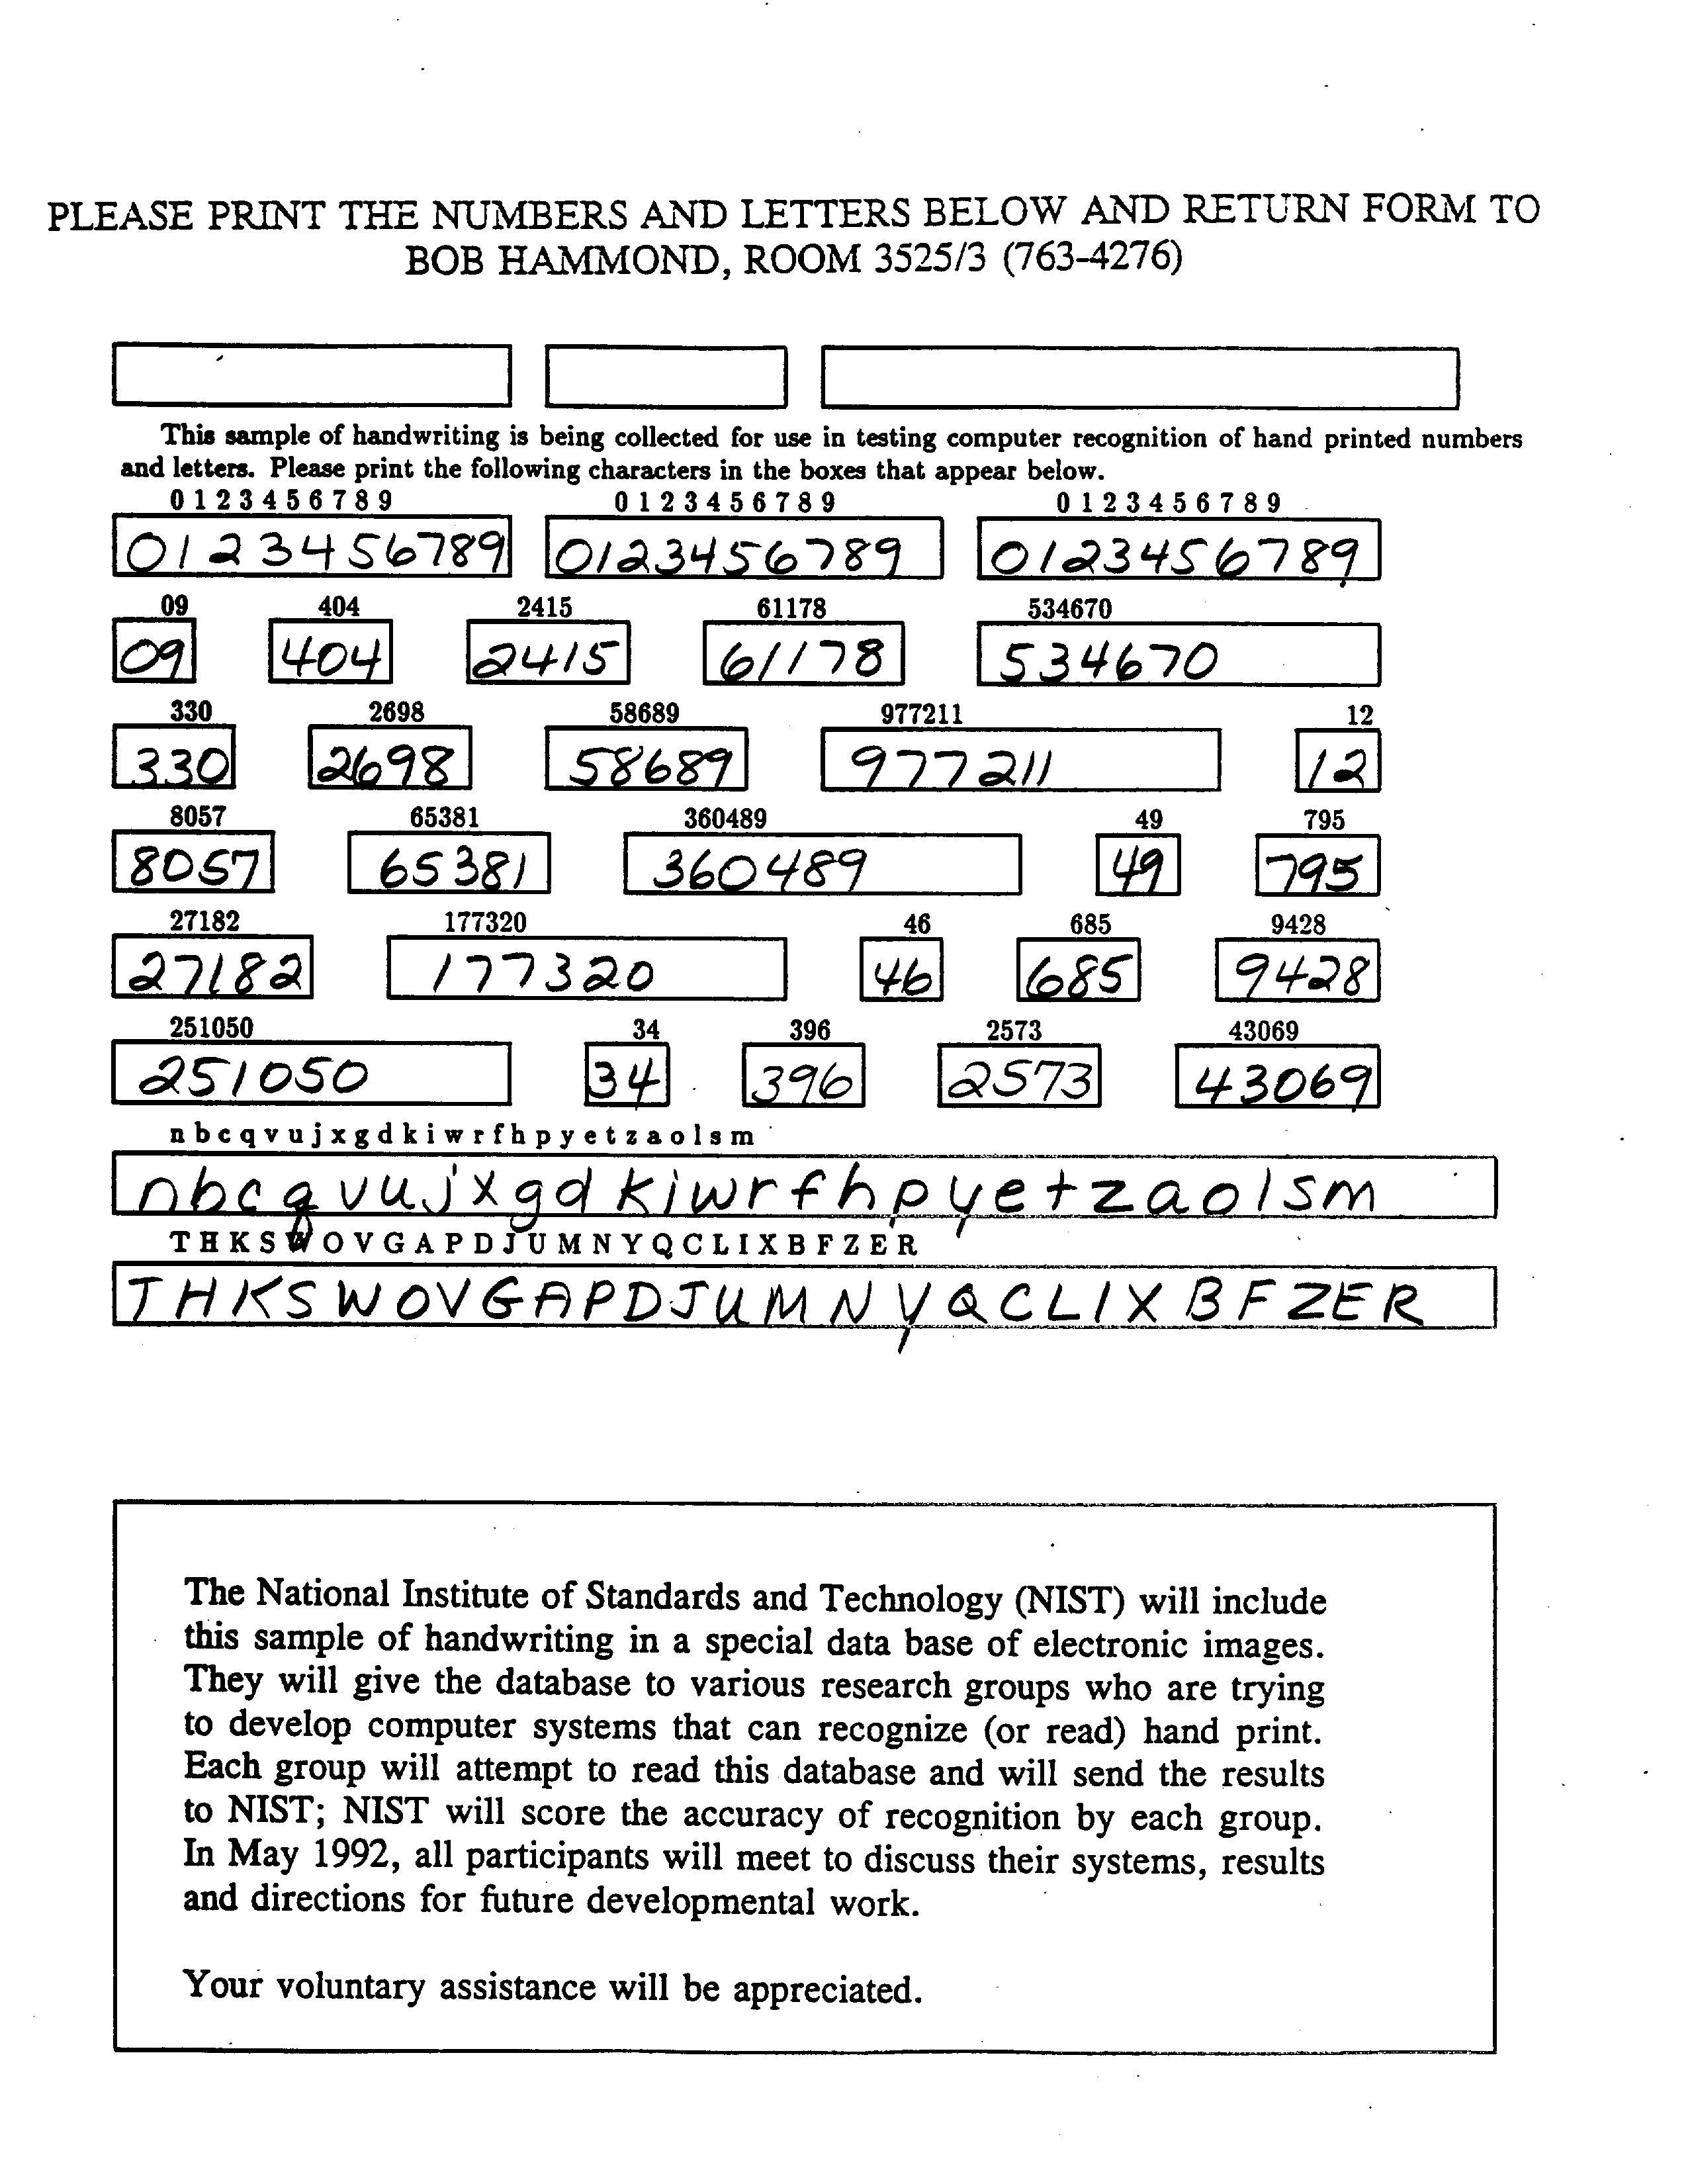 PLEASE PRINT THE NUMBERS AND LETTERS BELOW AND RETURN FORM TO
BOB HAMMOND, ROOM 3525/3 (763-4276)
This sample of handwriting is being collected for use in testing computer recognition of hand printed numbers
and letters. Please print the following characters in the boxes that appear below.
0 1 2 3 4 5 6 7 8 9 0 1 2 3 4 5 6 7 8 9 0 1 2 3 4 5 6 7 8 9
0123456789 0123456789 0123456789
09 404 2415 61178 534670
09 404 2415 61178 534670
330 2698 58689 977211 12
330 2698 58689 977211 12
8057 65381 360489 49 795
8057 65381 360489 49 795
27182 177320 46 685 9428
27182 177320 46 685 9428
251050 34 396 2573 43069
251050 34 396 2573 43069
n b c q v u j x g d k i w r f h p y e t z a o l s m
n b c q v u j x g d k i w r f h p y e t z a o l s m
T H K S W O V G A P D J U M N Y Q C L I X B F Z E R
T H K S W O V G A P D J U M N Y Q C L I X B F Z E R
The National Institute of Standards and Technology (NIST) will include
this sample of handwriting in a special data base of electronic images.
They will give the database to various research groups who are trying
to develop computer systems that can recognize (or read) hand print.
Each group will attempt to read this database and will send the results
to NIST; NIST will score the accuracy of recognition by each group.
In May 1992, all participants will meet to discuss their systems, results
and directions for future developmental work.
Your voluntary assistance will be appreciated.